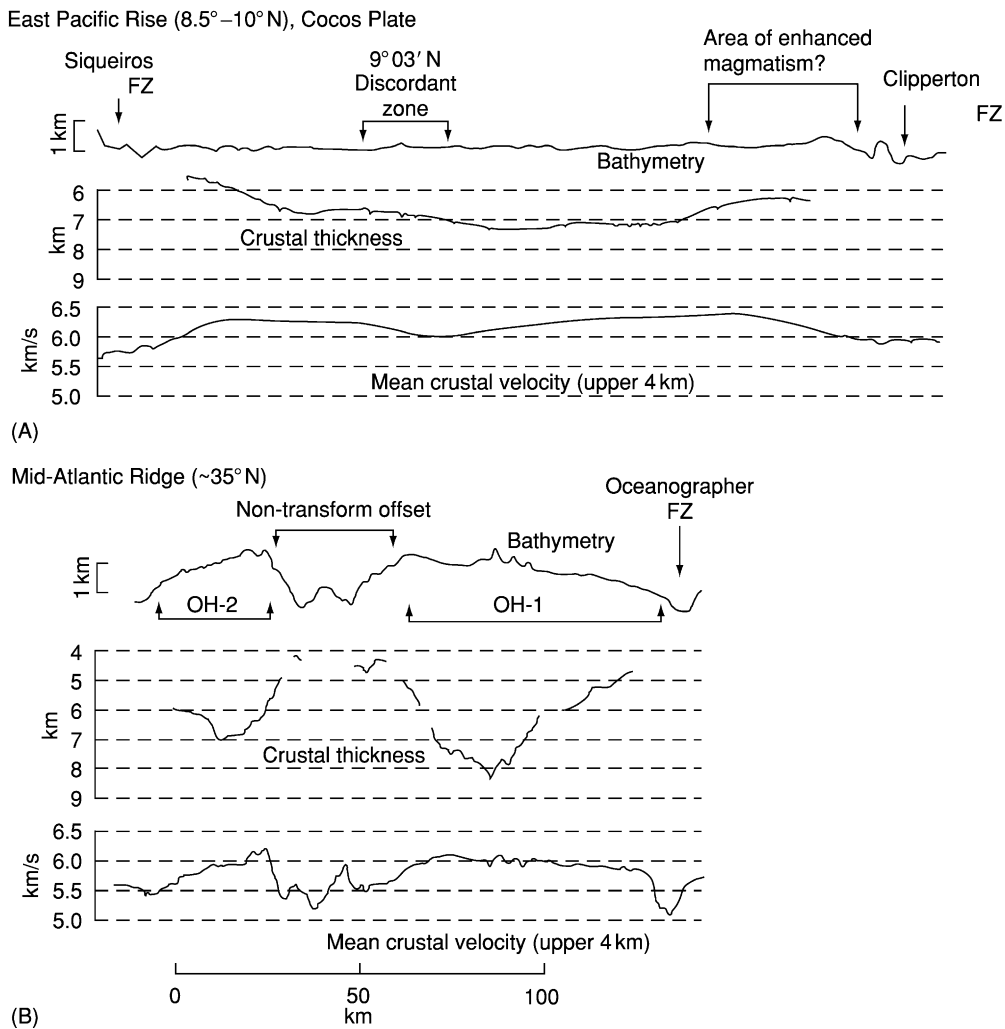 East Pacific Rise (8.5°–10°N), Cocos Plate
Siqueiros
FZ
9°03′N
Discordant
zone
Area of enhanced
magmatism?
Clipperton
FZ
1 km
Bathymetry
6
7
8
9
km
Crustal thickness
6.5
6.0
5.5
5.0
km/s
Mean crustal velocity (upper 4 km)
(A)
Mid-Atlantic Ridge (~35°N)
Non-transform offset
Oceanographer
FZ
Bathymetry
1 km
OH-2
OH-1
4
5
6
7
8
9
km
Crustal thickness
6.5
6.0
5.5
5.0
km/s
Mean crustal velocity (upper 4 km)
0 50 100
km
(B)